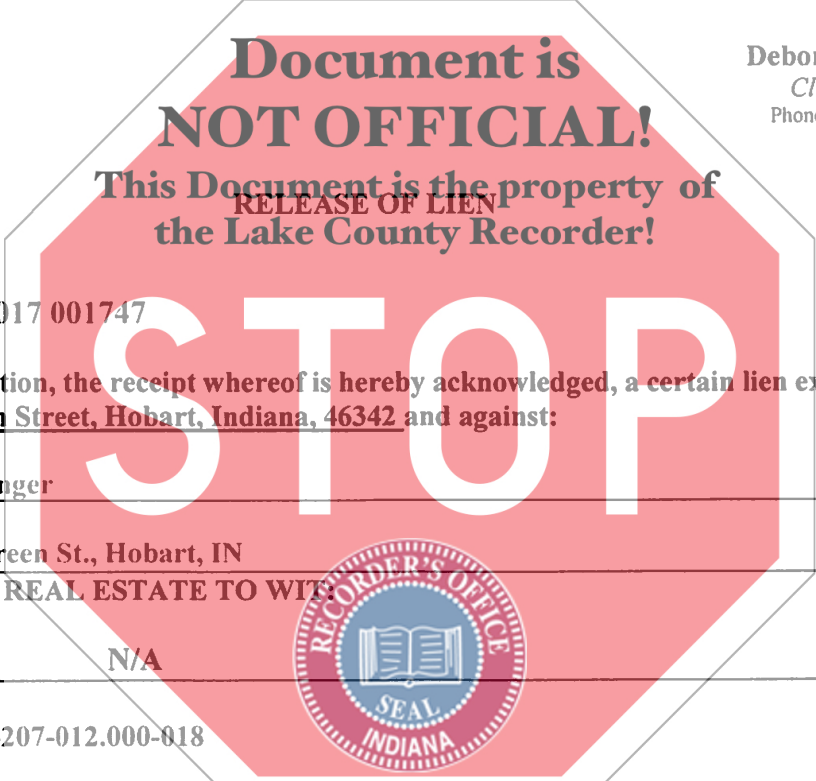 Document is
NOT OFFICIAL!
This Document is the property of
the Lake County Recorder!
RELEASE OF LIEN
Debor
Cl
Phone
017 001747
tion, the receipt whereof is hereby acknowledged, a certain lien ex
n Street, Hobart, Indiana, 46342 and against:
STOP
nger
reen St., Hobart, IN
REAL ESTATE TO WIT:
N/A
207-012.000-018
RECORDER'S OFFICE
SEAL
INDIANA